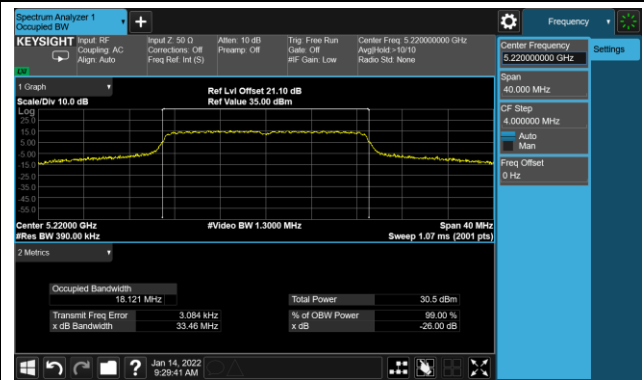 Spectrum Analyzer 1
Occupied BW
Frequency
KEYSIGHT
Input: RF
Coupling: AC
Align: Auto
Input Z: 50 Ω
Corrections: Off
Freq Ref: Int (S)
Atten: 10 dB
Preamp: Off
Trig: Free Run
Gate: Off
#IF Gain: Low
Center Freq: 5.220000000 GHz
Avg|Hold:>10/10
Radio Std: None
Center Frequency
5.220000000 GHz
Settings
Span
40.000 MHz
CF Step
4.000000 MHz
Auto
Man
Freq Offset
0 Hz
1 Graph
Scale/Div 10.0 dB
Ref Lvl Offset 21.10 dB
Ref Value 35.00 dBm
Log
25.0
15.0
5.00
-5.00
-15.0
-25.0
-35.0
-45.0
-55.0
Center 5.22000 GHz
#Res BW 390.00 kHz
#Video BW 1.3000 MHz
Span 40 MHz
Sweep 1.07 ms (2001 pts)
2 Metrics
Occupied Bandwidth
18.121 MHz
Transmit Freq Error 3.084 kHz
x dB Bandwidth 33.46 MHz
Total Power 30.5 dBm
% of OBW Power 99.00 %
x dB -26.00 dB
Jan 14, 2022
9:29:41 AM